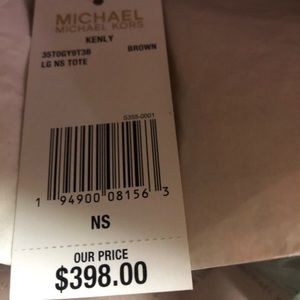 MICHAEL
MICHAEL KORS
KENLY
35T0GY9T3B BROWN
LG NS TOTE
S355-0001
1 94900 08156 3
NS
OUR PRICE
$398.00